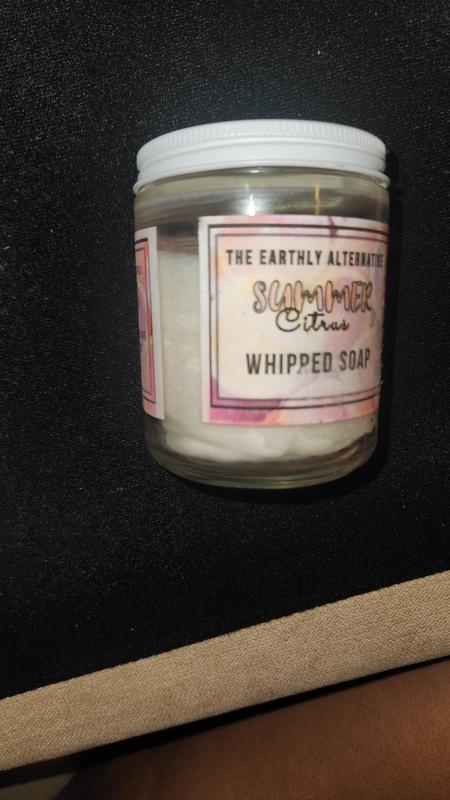 THE EARTHLY ALTERNATIVE
SUMMER
Citrus
WHIPPED SOAP